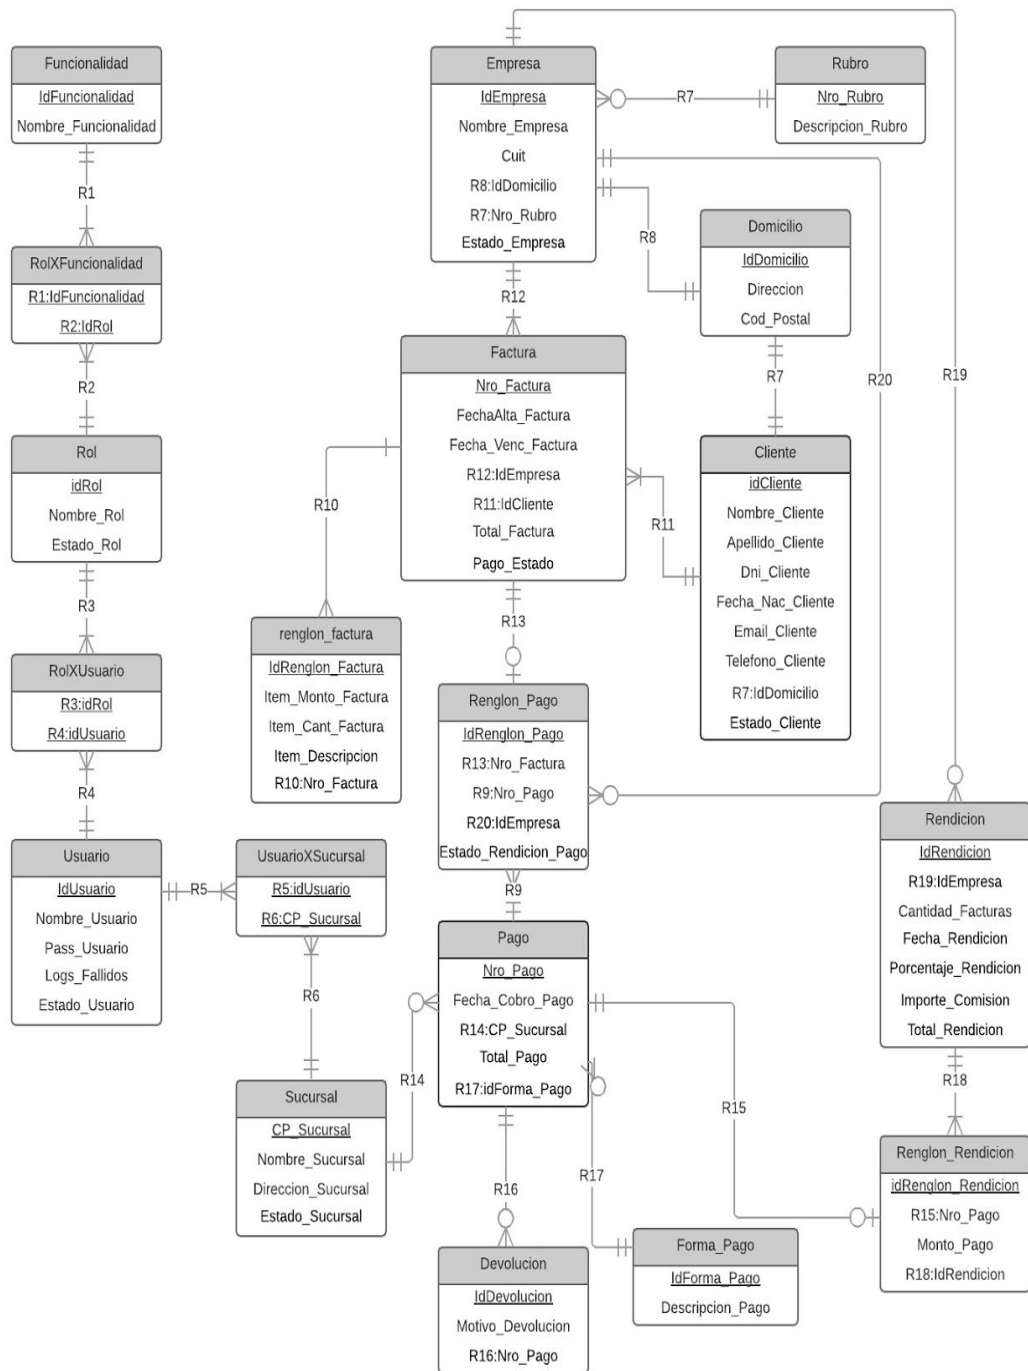 Funcionalidad
IdFuncionalidad
Nombre_Funcionalidad
R1
RolXFuncionalidad
R1:IdFuncionalidad
R2:IdRol
R2
Rol
idRol
Nombre_Rol
Estado_Rol
R3
RolXUsuario
R3:idRol
R4:idUsuario
R4
Usuario
IdUsuario
Nombre_Usuario
Pass_Usuario
Logs_Fallidos
Estado_Usuario
R5
UsuarioXSucursal
R5:idUsuario
R6:CP_Sucursal
R6
Sucursal
CP_Sucursal
Nombre_Sucursal
Direccion_Sucursal
Estado_Sucursal
R14
Empresa
IdEmpresa
Nombre_Empresa
Cuit
R8:IdDomicilio
R7:Nro_Rubro
Estado_Empresa
R7
Rubro
Nro_Rubro
Descripcion_Rubro
R8
Domicilio
IdDomicilio
Direccion
Cod_Postal
R7
R20
R19
R12
Factura
Nro_Factura
FechaAlta_Factura
Fecha_Venc_Factura
R12:IdEmpresa
R11:IdCliente
Total_Factura
Pago_Estado
R10
R11
Cliente
idCliente
Nombre_Cliente
Apellido_Cliente
Dni_Cliente
Fecha_Nac_Cliente
Email_Cliente
Telefono_Cliente
R7:IdDomicilio
Estado_Cliente
renglon_factura
IdRenglon_Factura
Item_Monto_Factura
Item_Cant_Factura
Item_Descripcion
R10:Nro_Factura
R13
Renglon_Pago
IdRenglon_Pago
R13:Nro_Factura
R9:Nro_Pago
R20:IdEmpresa
Estado_Rendicion_Pago
R9
Pago
Nro_Pago
Fecha_Cobro_Pago
R14:CP_Sucursal
Total_Pago
R17:idForma_Pago
R16
R17
R15
Devolucion
IdDevolucion
Motivo_Devolucion
R16:Nro_Pago
Forma_Pago
IdForma_Pago
Descripcion_Pago
Rendicion
IdRendicion
R19:IdEmpresa
Cantidad_Facturas
Fecha_Rendicion
Porcentaje_Rendicion
Importe_Comision
Total_Rendicion
R18
Renglon_Rendicion
idRenglon_Rendicion
R15:Nro_Pago
Monto_Pago
R18:IdRendicion